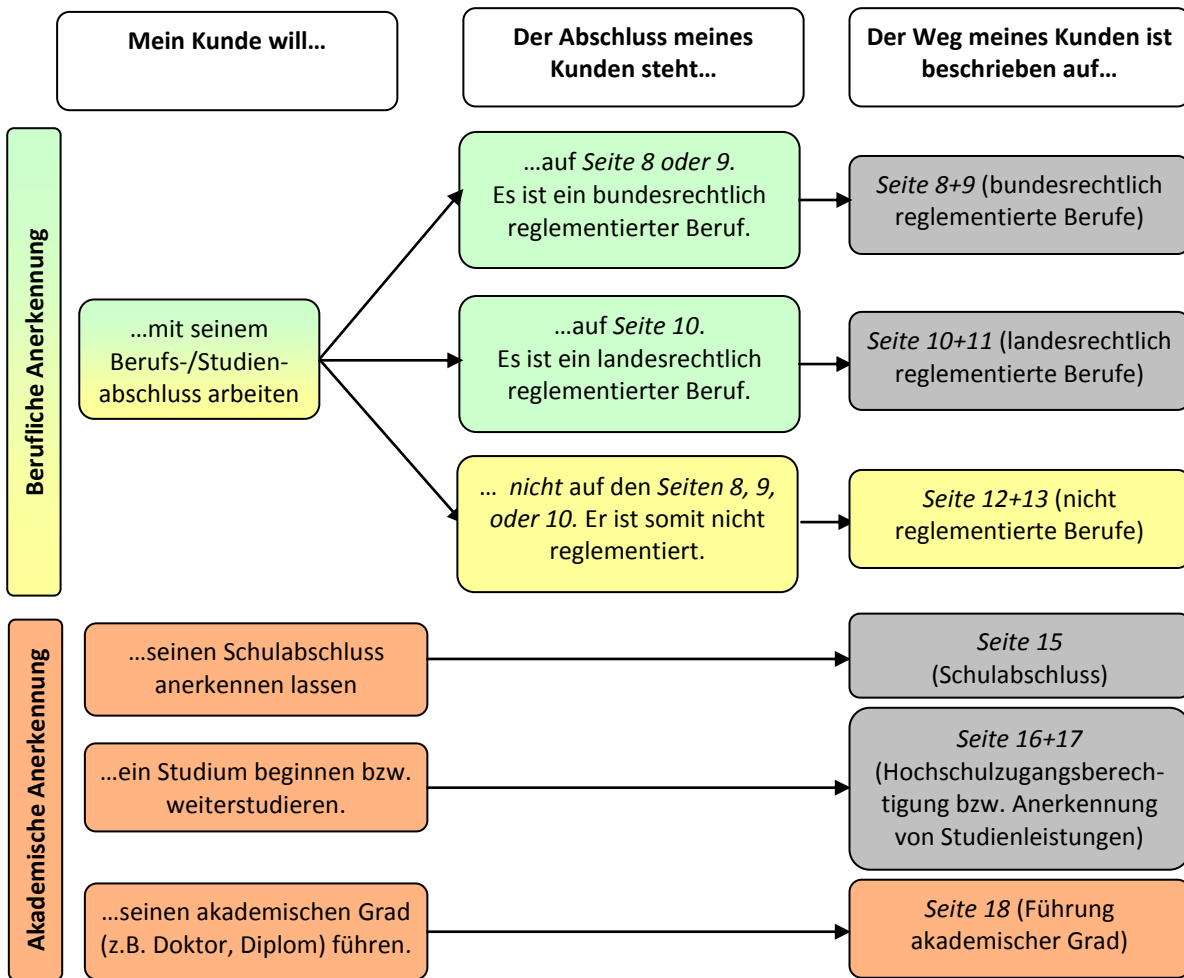 Mein Kunde will…
Der Abschluss meines
Kunden steht…
Der Weg meines Kunden ist
beschrieben auf…
Berufliche Anerkennung
…mit seinem
Berufs-/Studien-
abschluss arbeiten
…auf Seite 8 oder 9.
Es ist ein bundesrechtlich
reglementierter Beruf.
Seite 8+9 (bundesrechtlich
reglementierte Berufe)
…auf Seite 10.
Es ist ein landesrechtlich
reglementierter Beruf.
Seite 10+11 (landesrechtlich
reglementierte Berufe)
… nicht auf den Seiten 8, 9,
oder 10. Er ist somit nicht
reglementiert.
Seite 12+13 (nicht
reglementierte Berufe)
Akademische Anerkennung
…seinen Schulabschluss
anerkennen lassen
Seite 15
(Schulabschluss)
…ein Studium beginnen bzw.
weiterstudieren.
Seite 16+17
(Hochschulzugangsberech-
tigung bzw. Anerkennung
von Studienleistungen)
…seinen akademischen Grad
(z.B. Doktor, Diplom) führen.
Seite 18 (Führung
akademischer Grad)